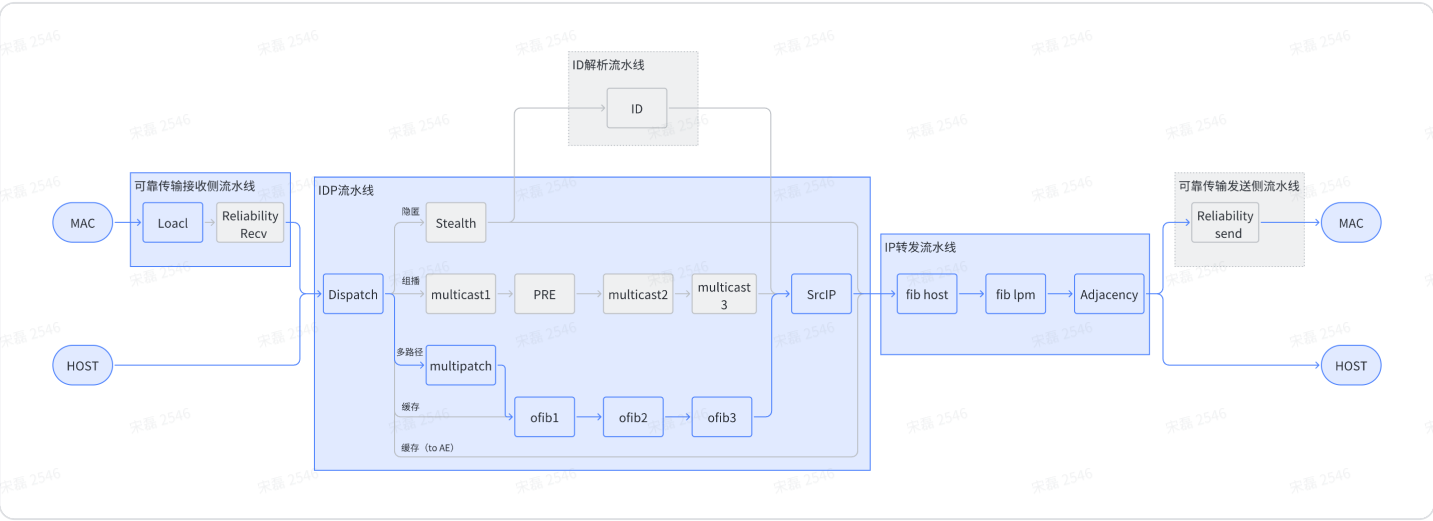 ID解析流水线
ID
可靠传输接收侧流水线
MAC
Loacl
Reliability
Recv
HOST
IDP流水线
Dispatch
隐匿
Stealth
组播
multicast1
PRE
multicast2
multicast
3
SrcIP
多路径
multipatch
缓存
ofib1
ofib2
ofib3
缓存（to AE）
IP转发流水线
fib host
fib lpm
Adjacency
可靠传输发送侧流水线
Reliability
send
MAC
HOST
宋磊 2546